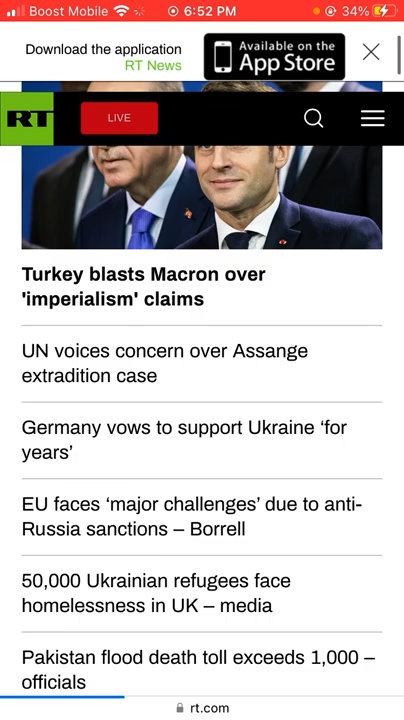 Boost Mobile 6:52 PM 34%
Download the application
RT News
Available on the
App Store
RT LIVE
Turkey blasts Macron over
'imperialism' claims
UN voices concern over Assange
extradition case
Germany vows to support Ukraine ‘for
years’
EU faces ‘major challenges’ due to anti-
Russia sanctions – Borrell
50,000 Ukrainian refugees face
homelessness in UK – media
Pakistan flood death toll exceeds 1,000 –
officials
rt.com